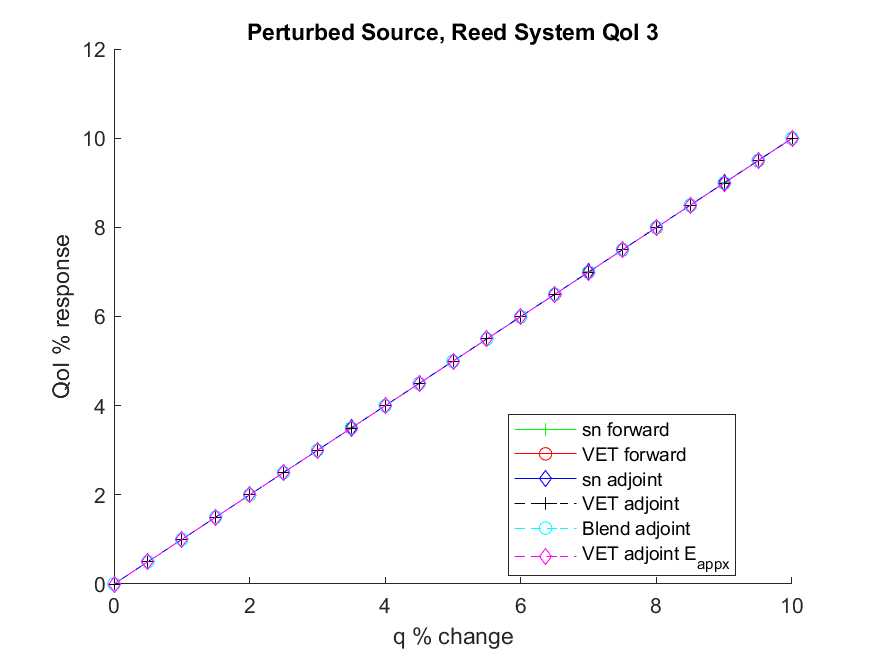 Perturbed Source, Reed System QoI 3
12
10
8
6
4
2
0
QoI % response
sn forward
VET forward
sn adjoint
VET adjoint
Blend adjoint
VET adjoint E_appx
0 2 4 6 8 10
q % change